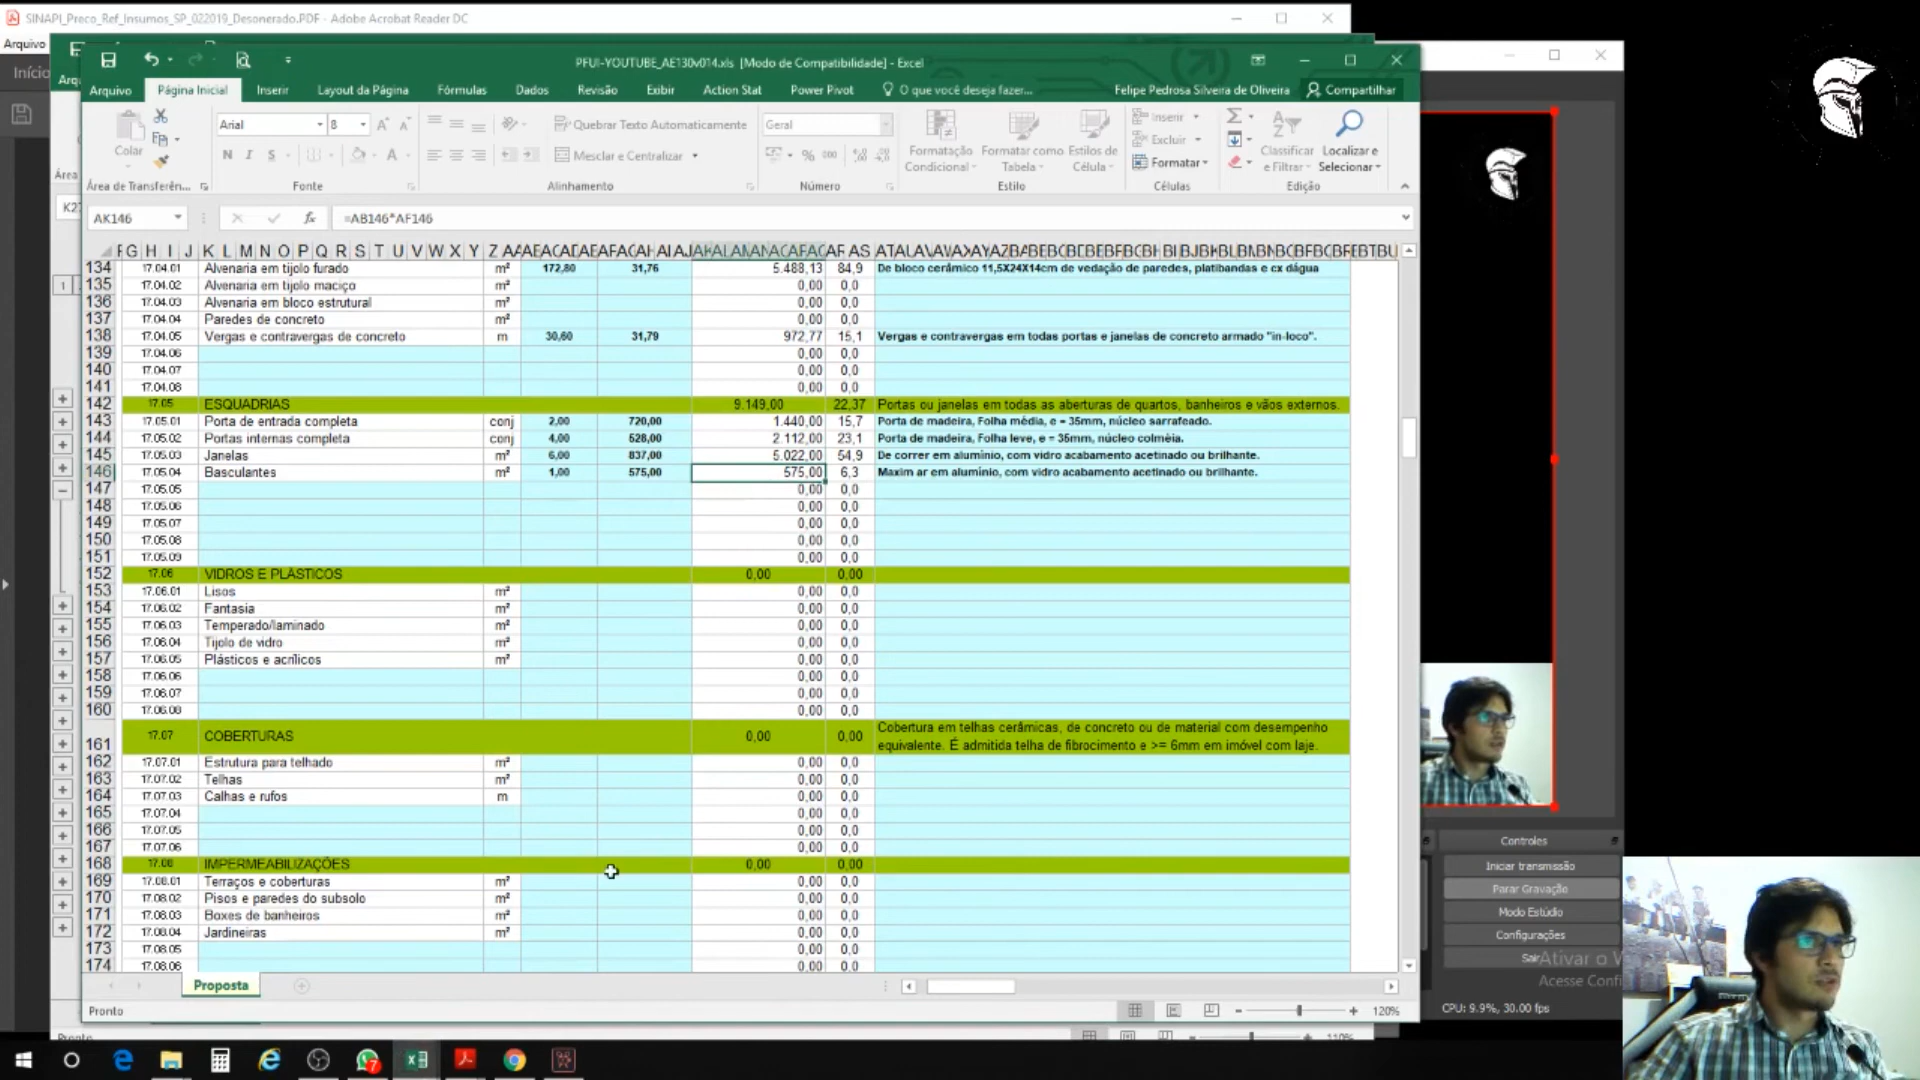 SINAPI_Preco_Ref_Insumos_SP_022019_Desonerado.PDF - Adobe Acrobat Reader DC
Arquivo
Início
PFUI-YOUTUBE_AE130v014.xls [Modo de Compatibilidade] - Excel
Arquivo Página Inicial Inserir Layout da Página Fórmulas Dados Revisão Exibir Action Stat Power Pivot O que você deseja fazer... Felipe Pedrosa Silveira de Oliveira Compartilhar
Colar Arial 8 Quebrar Texto Automaticamente Geral Inserir
N I S Mesclar e Centralizar % 000 Formatação Condicional Formatar como Tabela Estilos de Célula Excluir Formatar Classificar e Filtrar Localizar e Selecionar
Área de Transferên... Fonte Alinhamento Número Estilo Células Edição
AK146 fx =AB146*AF146
134 17.04.01 Alvenaria em tijolo furado m² 172,80 31,76 5.488,13 84,9 De bloco cerâmico 11,5X24X14cm de vedação de paredes, platibandas e cx dágua
135 17.04.02 Alvenaria em tijolo maciço m² 0,00 0,0
136 17.04.03 Alvenaria em bloco estrutural m² 0,00 0,0
137 17.04.04 Paredes de concreto m² 0,00 0,0
138 17.04.05 Vergas e contravergas de concreto m 30,60 31,79 972,77 15,1 Vergas e contravergas em todas portas e janelas de concreto armado "in-loco".
139 17.04.06 0,00 0,0
140 17.04.07 0,00 0,0
141 17.04.08 0,00 0,0
142 17.05 ESQUADRIAS 9.149,00 22,37 Portas ou janelas em todas as aberturas de quartos, banheiros e vãos externos.
143 17.05.01 Porta de entrada completa conj 2,00 720,00 1.440,00 15,7 Porta de madeira, Folha média, e = 35mm, núcleo sarrafeado.
144 17.05.02 Portas internas completa conj 4,00 528,00 2.112,00 23,1 Porta de madeira, Folha leve, e = 35mm, núcleo colméia.
145 17.05.03 Janelas m² 6,00 837,00 5.022,00 54,9 De correr em alumínio, com vidro acabamento acetinado ou brilhante.
146 17.05.04 Basculantes m² 1,00 575,00 575,00 6,3 Maxim ar em alumínio, com vidro acabamento acetinado ou brilhante.
147 17.05.05 0,00 0,0
148 17.05.06 0,00 0,0
149 17.05.07 0,00 0,0
150 17.05.08 0,00 0,0
151 17.05.09 0,00 0,0
152 17.06 VIDROS E PLÁSTICOS 0,00 0,00
153 17.06.01 Lisos m² 0,00 0,0
154 17.06.02 Fantasia m² 0,00 0,0
155 17.06.03 Temperado/laminado m² 0,00 0,0
156 17.06.04 Tijolo de vidro m² 0,00 0,0
157 17.06.05 Plásticos e acrílicos m² 0,00 0,0
158 17.06.06 0,00 0,0
159 17.06.07 0,00 0,0
160 17.06.08 0,00 0,0
161 17.07 COBERTURAS 0,00 0,00 Cobertura em telhas cerâmicas, de concreto ou de material com desempenho
equivalente. É admitida telha de fibrocimento e >= 6mm em imóvel com laje.
162 17.07.01 Estrutura para telhado m² 0,00 0,0
163 17.07.02 Telhas m² 0,00 0,0
164 17.07.03 Calhas e rufos m 0,00 0,0
165 17.07.04 0,00 0,0
166 17.07.05 0,00 0,0
167 17.07.06 0,00 0,0
168 17.08 IMPERMEABILIZAÇÕES 0,00 0,00
169 17.08.01 Terraços e coberturas m² 0,00 0,0
170 17.08.02 Pisos e paredes do subsolo m² 0,00 0,0
171 17.08.03 Boxes de banheiros m² 0,00 0,0
172 17.08.04 Jardineiras m² 0,00 0,0
173 17.08.05 0,00 0,0
174 17.08.06 0,00 0,0
Proposta
Pronto 120%
Controles
Iniciar transmissão
Parar Gravação
Modo Estúdio
Configurações
Sair
Ativar o
Acesse
CPU: 9.9%, 30.00 fps